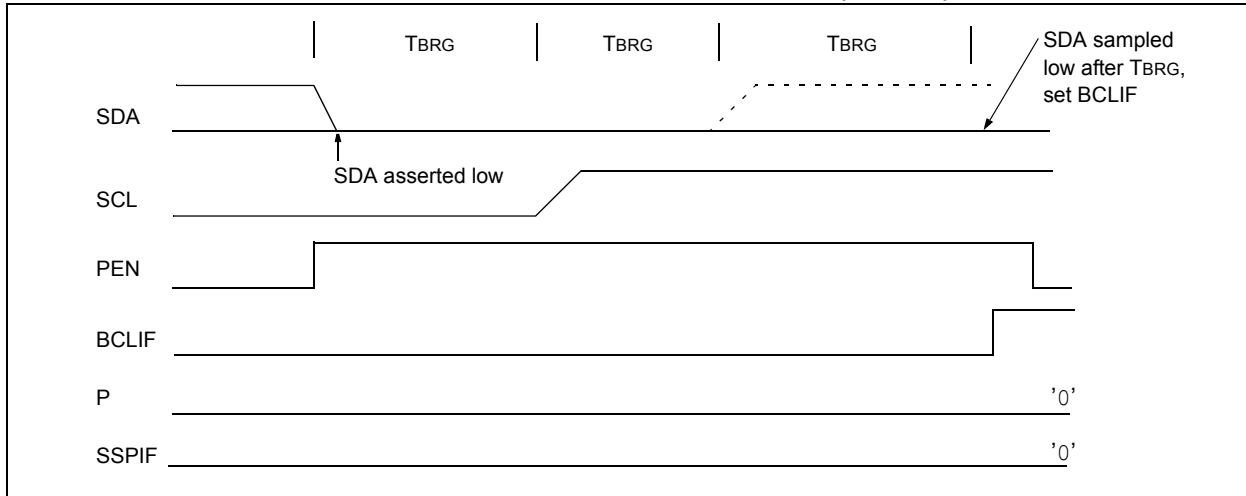 TBRG TBRG TBRG
SDA sampled
low after TBRG,
set BCLIF
SDA
SDA asserted low
SCL
PEN
BCLIF
P '0'
SSPIF '0'